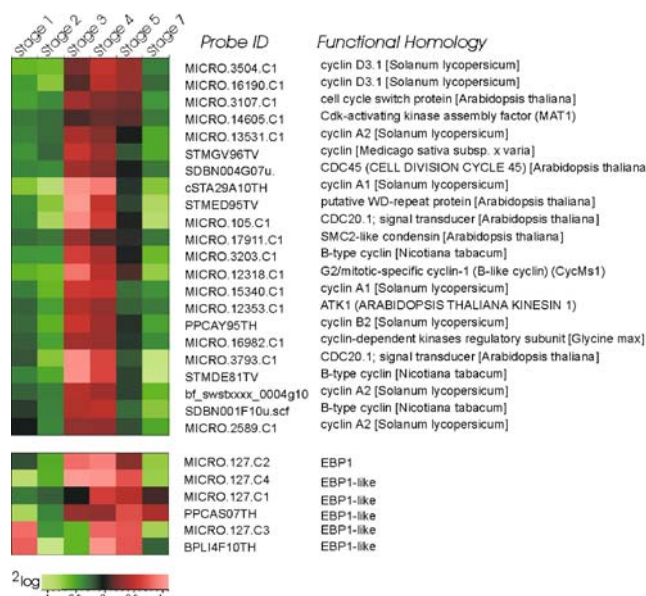 Stage 1 Stage 2 Stage 3 Stage 4 Stage 5 Stage 7
Probe ID Functional Homology
MICRO.3504.C1 cyclin D3.1 [Solanum lycopersicum]
MICRO.16190.C1 cyclin D3.1 [Solanum lycopersicum]
MICRO.3107.C1 cell cycle switch protein [Arabidopsis thaliana]
MICRO.14605.C1 Cdk-activating kinase assembly factor (MAT1)
MICRO.13531.C1 cyclin A2 [Solanum lycopersicum]
STMGV96TV cyclin [Medicago sativa subsp. x varia]
SDBN004G07u. CDC45 (CELL DIVISION CYCLE 45) [Arabidopsis thaliana
cSTA29A10TH cyclin A1 [Solanum lycopersicum]
STMED95TV putative WD-repeat protein [Arabidopsis thaliana]
MICRO.105.C1 CDC20.1; signal transducer [Arabidopsis thaliana]
MICRO.17911.C1 SMC2-like condensin [Arabidopsis thaliana]
MICRO.3203.C1 B-type cyclin [Nicotiana tabacum]
MICRO.12318.C1 G2/mitotic-specific cyclin-1 (B-like cyclin) (CycMs1)
MICRO.15340.C1 cyclin A1 [Solanum lycopersicum]
MICRO.12353.C1 ATK1 (ARABIDOPSIS THALIANA KINESIN 1)
PPCAY95TH cyclin B2 [Solanum lycopersicum]
MICRO.16982.C1 cyclin-dependent kinases regulatory subunit [Glycine max]
MICRO.3793.C1 CDC20.1; signal transducer [Arabidopsis thaliana]
STMDE81TV B-type cyclin [Nicotiana tabacum]
bf_swstxxxx_0004g10 cyclin A2 [Solanum lycopersicum]
SDBN001F10u.scf B-type cyclin [Nicotiana tabacum]
MICRO.2589.C1 cyclin A2 [Solanum lycopersicum]
MICRO.127.C2 EBP1
MICRO.127.C4 EBP1-like
MICRO.127.C1 EBP1-like
PPCAS07TH EBP1-like
MICRO.127.C3 EBP1-like
BPLI4F10TH EBP1-like
2log